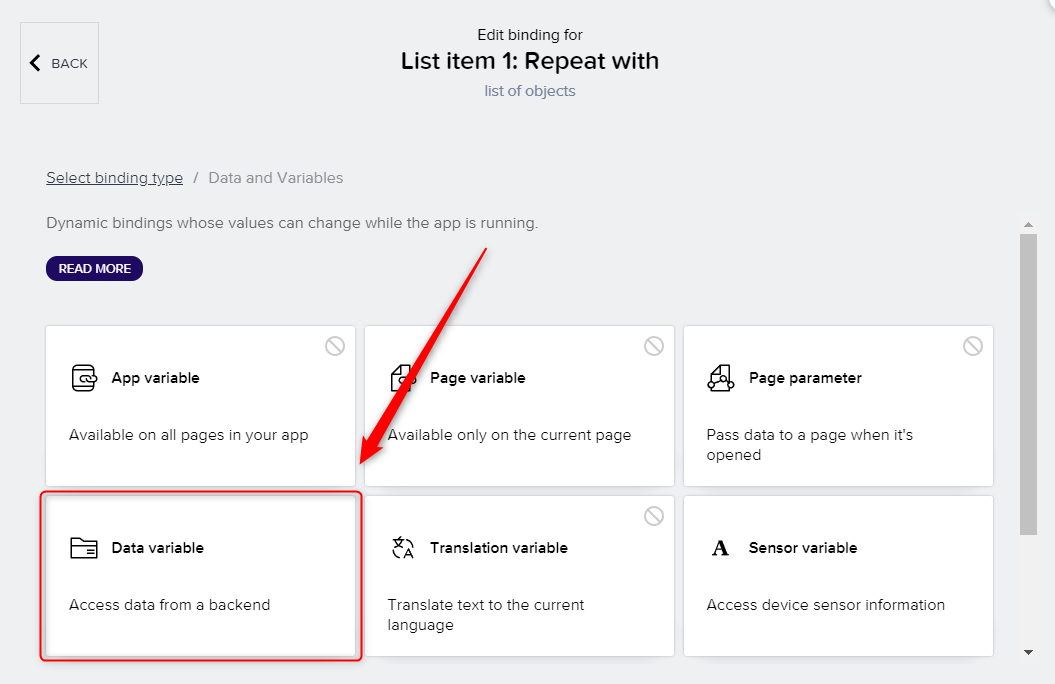 BACK
Edit binding for
List item 1: Repeat with
list of objects
Select binding type / Data and Variables
Dynamic bindings whose values can change while the app is running.
READ MORE
App variable
Available on all pages in your app
Page variable
Available only on the current page
Page parameter
Pass data to a page when it's
opened
Data variable
Access data from a backend
Translation variable
Translate text to the current
language
Sensor variable
Access device sensor information